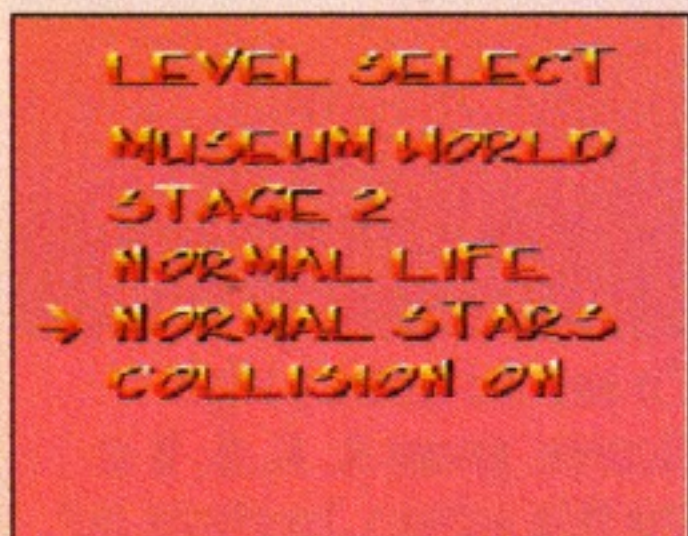 LEVEL SELECT
MUSEUM WORLD
STAGE 2
NORMAL LIFE
→ NORMAL STARS
COLLISION ON